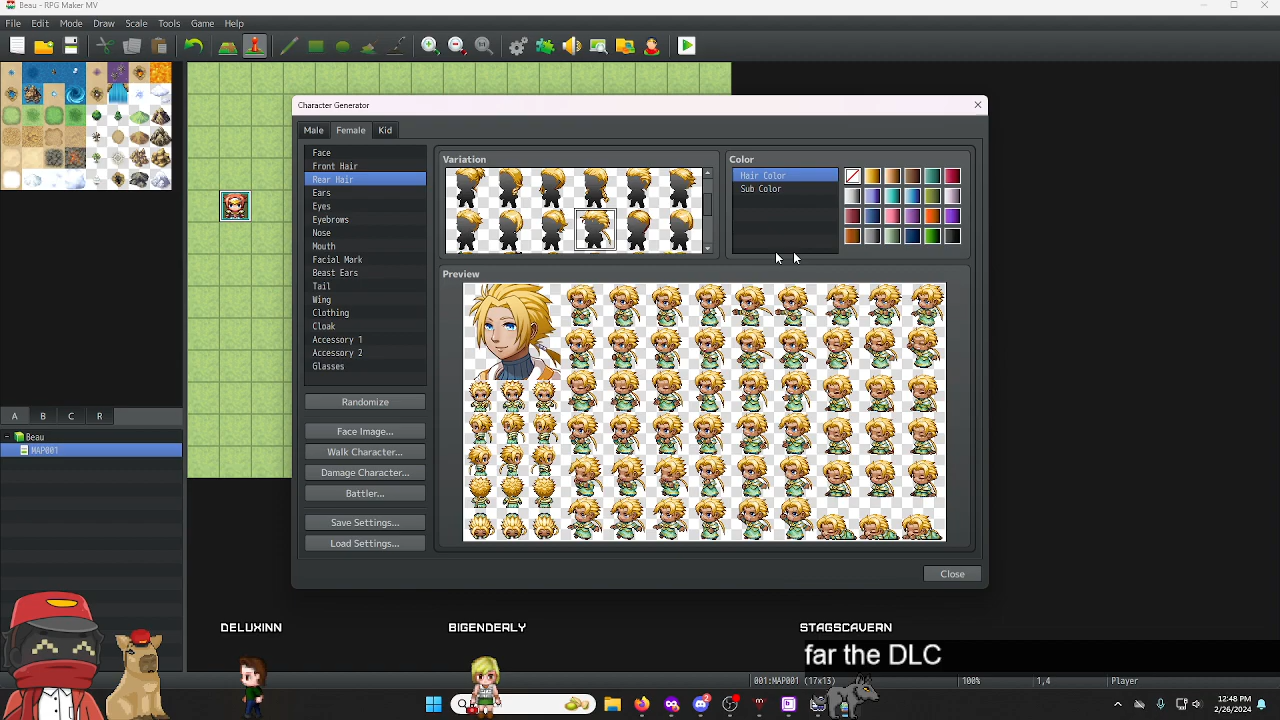 Beau - RPG Maker MV
File Edit Mode Draw Scale Tools Game Help
Character Generator
Male Female Kid
Face
Front Hair
Rear Hair
Ears
Eyes
Eyebrows
Nose
Mouth
Facial Mark
Beast Ears
Tail
Wing
Clothing
Cloak
Accessory 1
Accessory 2
Glasses
Randomize
Face Image...
Walk Character...
Damage Character...
Battler...
Save Settings...
Load Settings...
Variation
Color
Hair Color
Sub Color
Preview
Close
A B C R
Beau
MAP001
DELUXINN
BIGENDERLY
STAGSCAVERN
far the DLC
001:MAP001 (17x13) 100% 1,4 Player
12:48 PM
2/26/2024